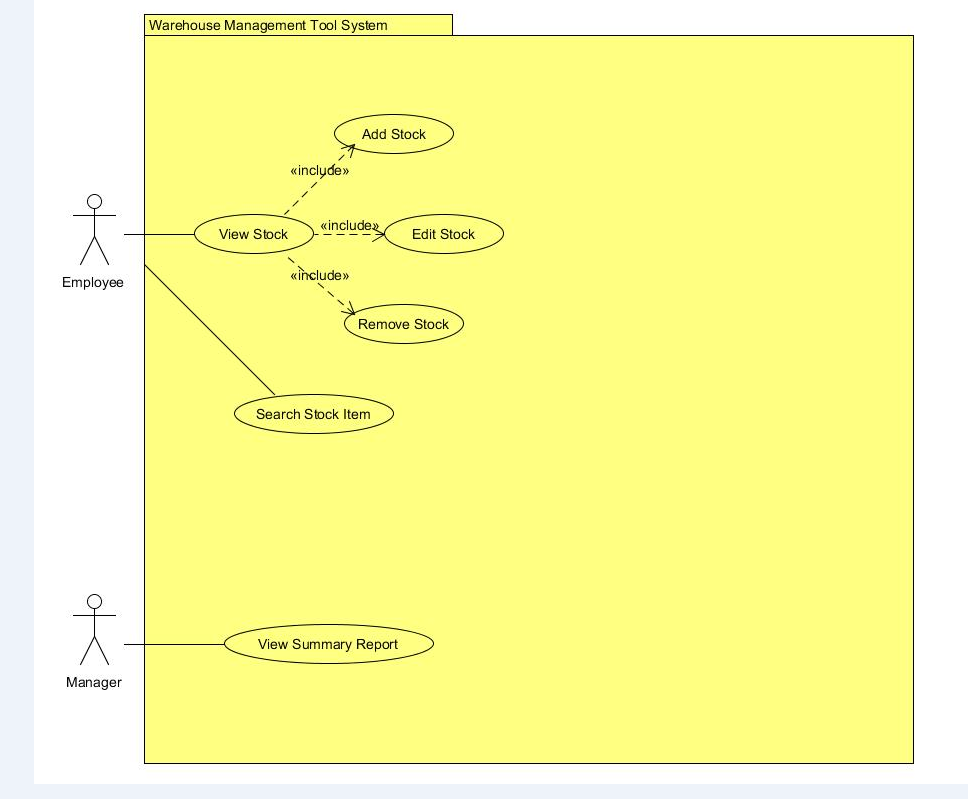 Warehouse Management Tool System
Add Stock
«include»
View Stock
«include»
Edit Stock
«include»
Employee
Remove Stock
Search Stock Item
View Summary Report
Manager